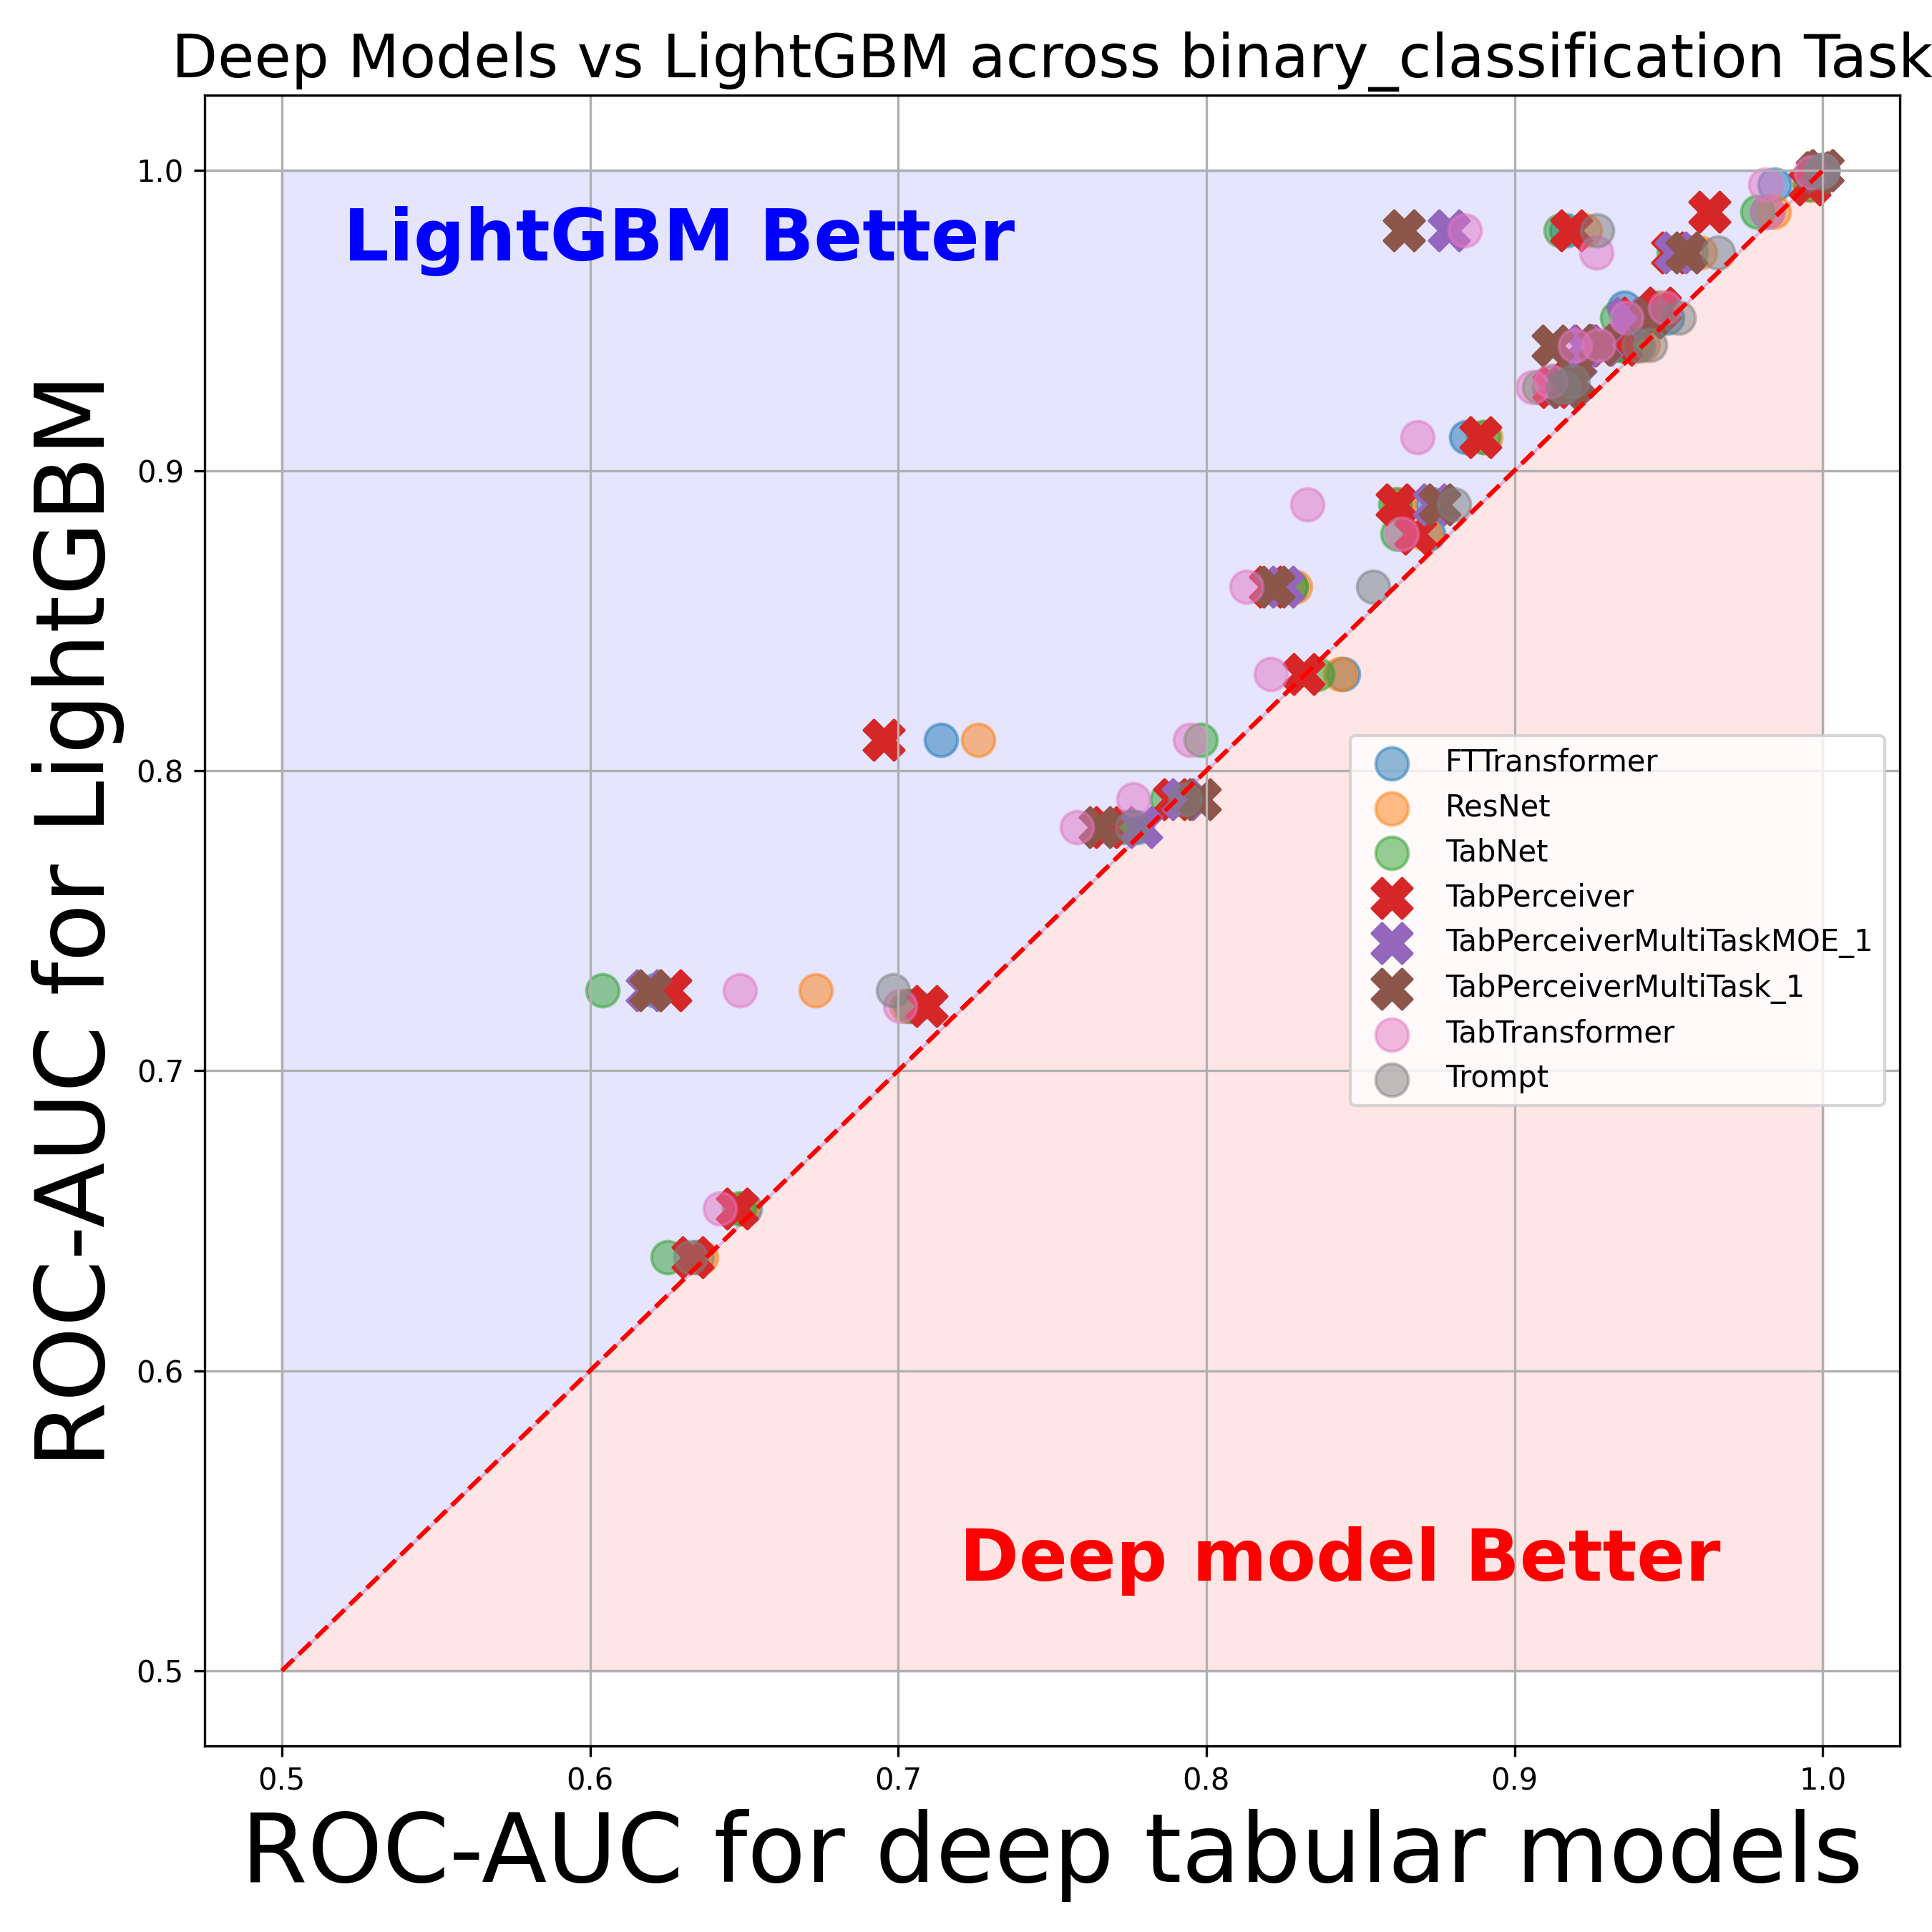 Deep Models vs LightGBM across binary_classification Task
ROC-AUC for LightGBM
1.0
0.9
0.8
0.7
0.6
0.5
LightGBM Better
FTTransformer
ResNet
TabNet
TabPerceiver
TabPerceiverMultiTaskMOE_1
TabPerceiverMultiTask_1
TabTransformer
Trompt
Deep model Better
0.5 0.6 0.7 0.8 0.9 1.0
ROC-AUC for deep tabular models